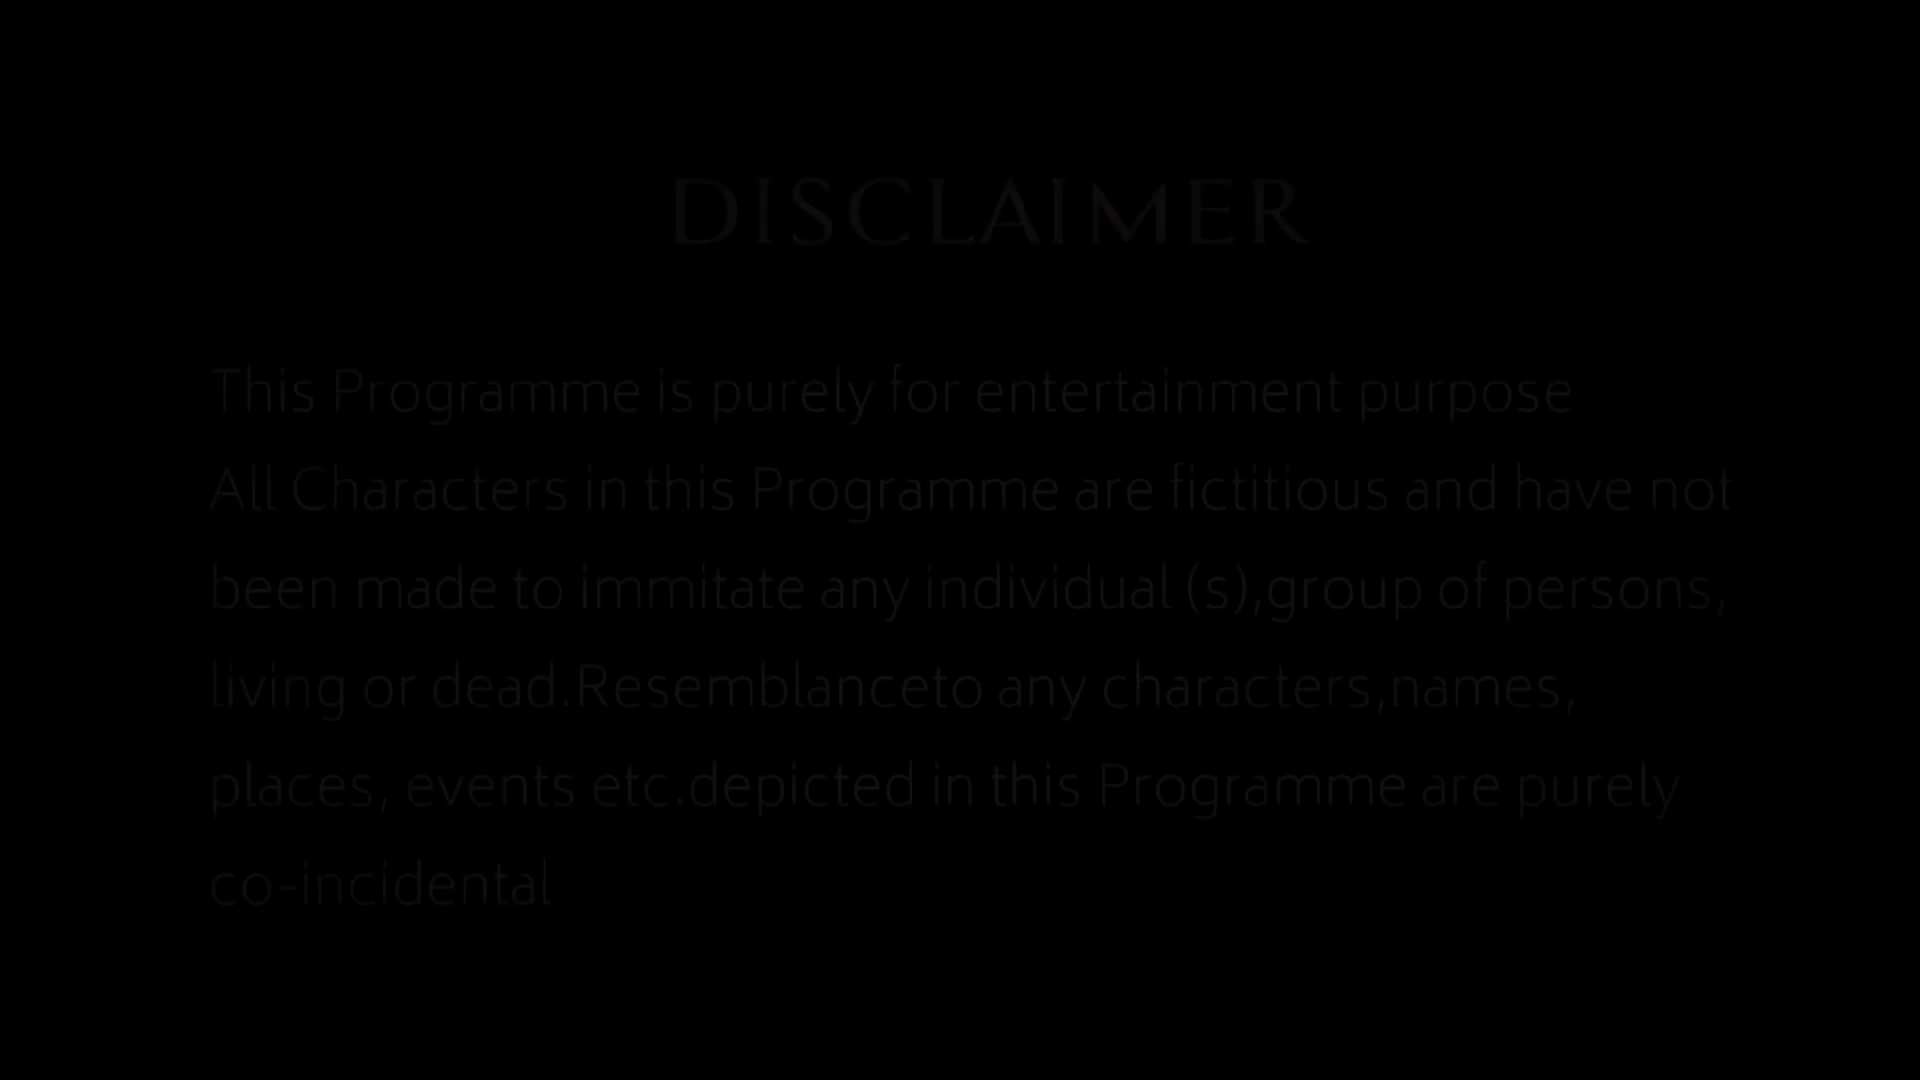 DISCLAIMER
This Programme is purely for entertainment purpose
All Characters in this Programme are fictitious and have not
been made to immitate any individual (s),group of persons,
living or dead.Resemblanceto any characters,names,
places, events etc.depicted in this Programme are purely
co-incidental